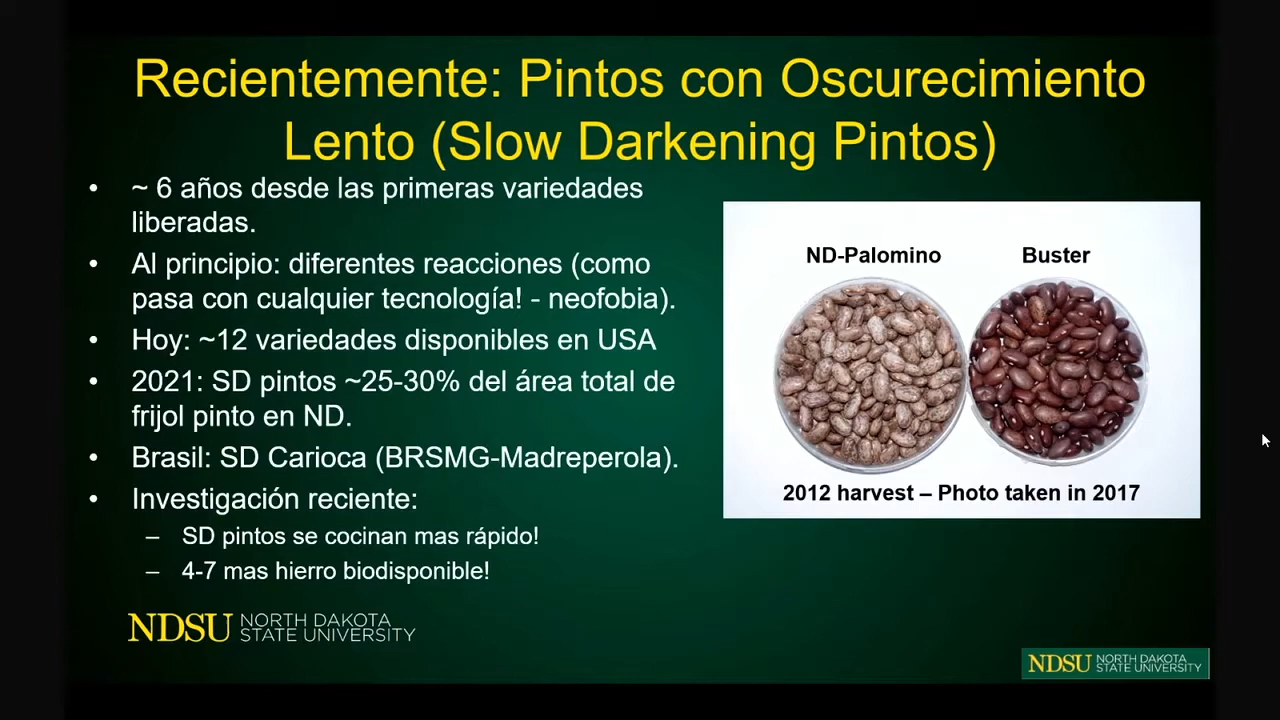 Recientemente: Pintos con Oscurecimiento
Lento (Slow Darkening Pintos)
• ~ 6 años desde las primeras variedades
liberadas.
• Al principio: diferentes reacciones (como
pasa con cualquier tecnología! - neofobia).
• Hoy: ~12 variedades disponibles en USA
• 2021: SD pintos ~25-30% del área total de
frijol pinto en ND.
• Brasil: SD Carioca (BRSMG-Madreperola).
• Investigación reciente:
– SD pintos se cocinan mas rápido!
– 4-7 mas hierro biodisponible!
ND-Palomino
Buster
2012 harvest – Photo taken in 2017
NDSU NORTH DAKOTA
STATE UNIVERSITY
NDSU NORTH DAKOTA
STATE UNIVERSITY